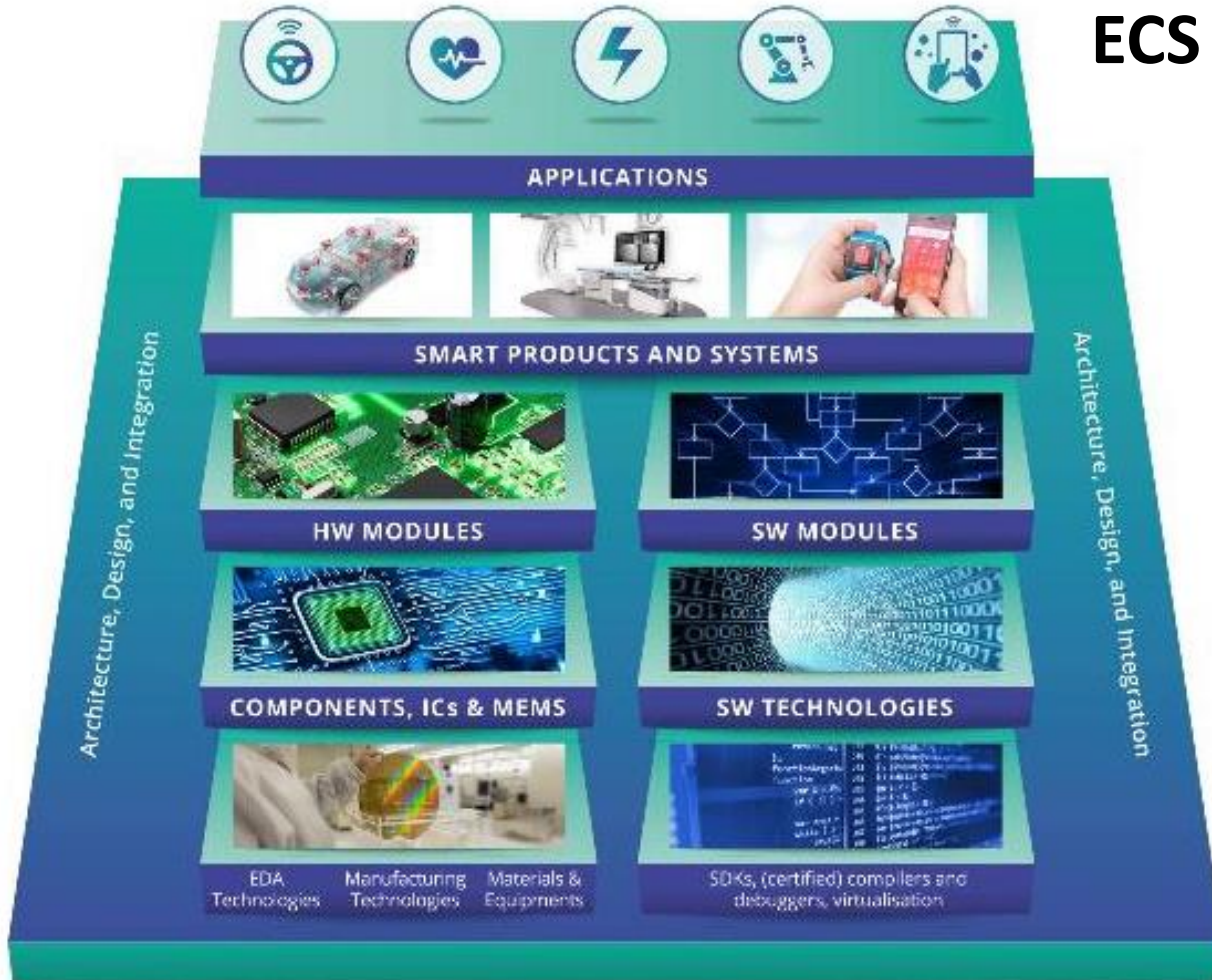 ECS
APPLICATIONS
SMART PRODUCTS AND SYSTEMS
Architecture, Design, and Integration
Architecture, Design, and Integration
HW MODULES
SW MODULES
COMPONENTS, ICs & MEMS
SW TECHNOLOGIES
EDA
Technologies
Manufacturing
Technologies
Materials &
Equipments
SDKs, (certified) compilers and
debuggers, virtualisation